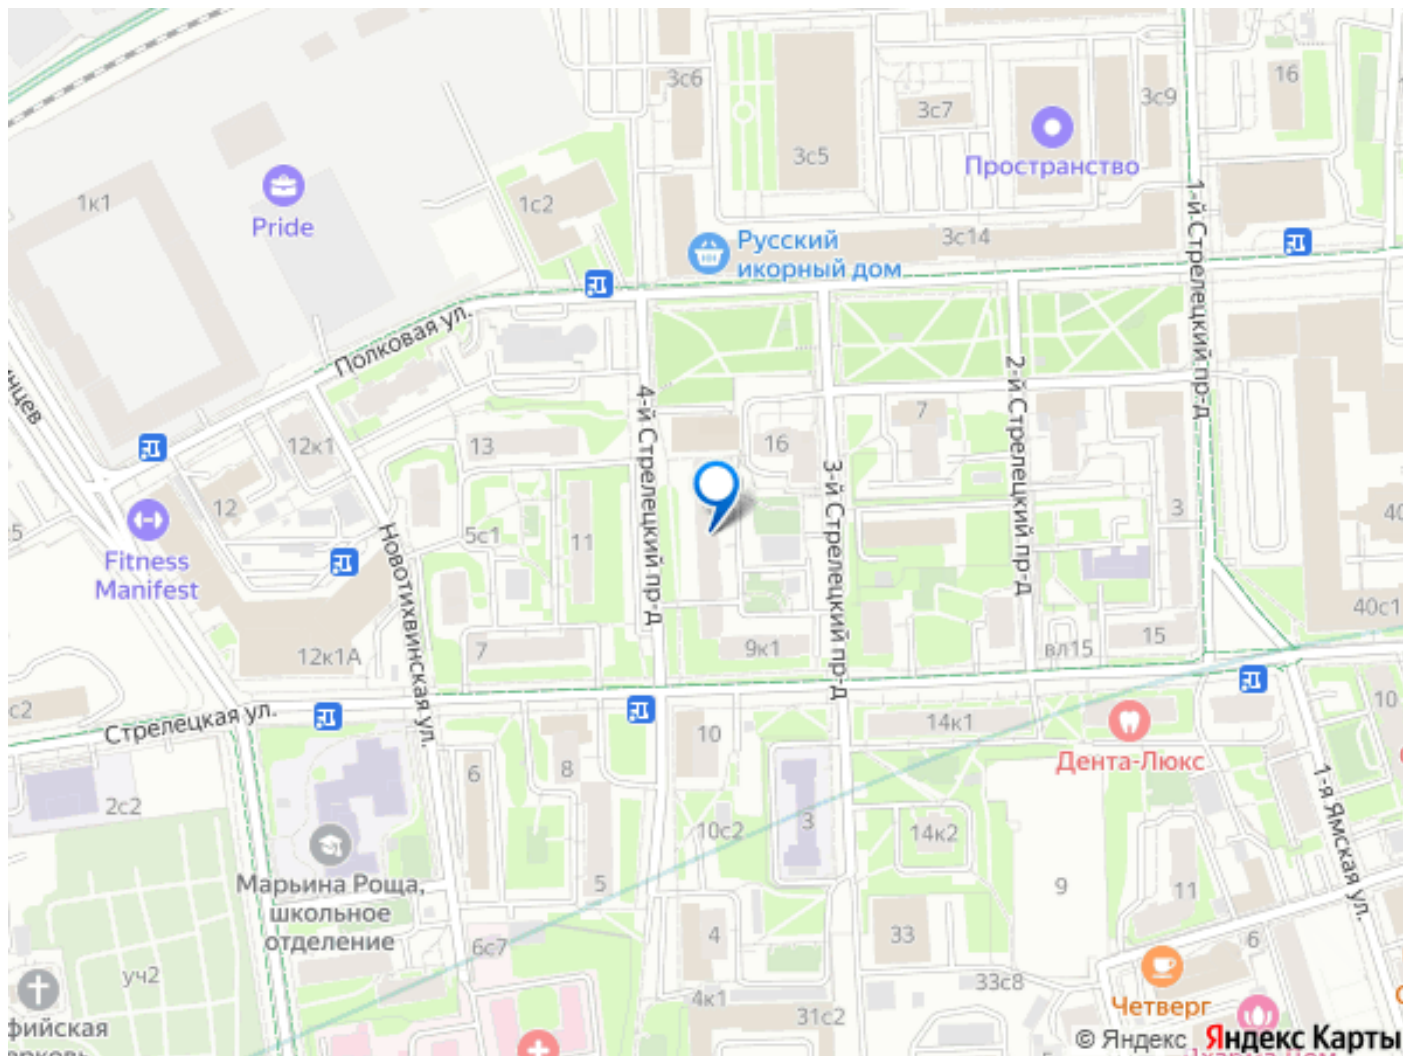 3с6
3с7
3с9
16
3с5
Пространство
1к1
Pride
1с2
Русский
икорный дом
3с14
1-й Стрелецкий пр-д
Полковая ул.
4-й Стрелецкий пр-д
2-й Стрелецкий пр-д
3-й Стрелецкий пр-д
7
16
13
12к1
12
Fitness
Manifest
5с1
11
3
Новотихвинская ул.
40с1
12к1А
7
9к1
вл15
15
Стрелецкая ул.
10
14к1
10
Дента-Люкс
6
8
2с2
10с2
3
14к2
1-я Ямская ул.
Марьина Роща,
школьное
отделение
5
9
11
4
33
6
6с7
уч2
33с8
4к1
31с2
Четверг
© Яндекс Яндекс Карты